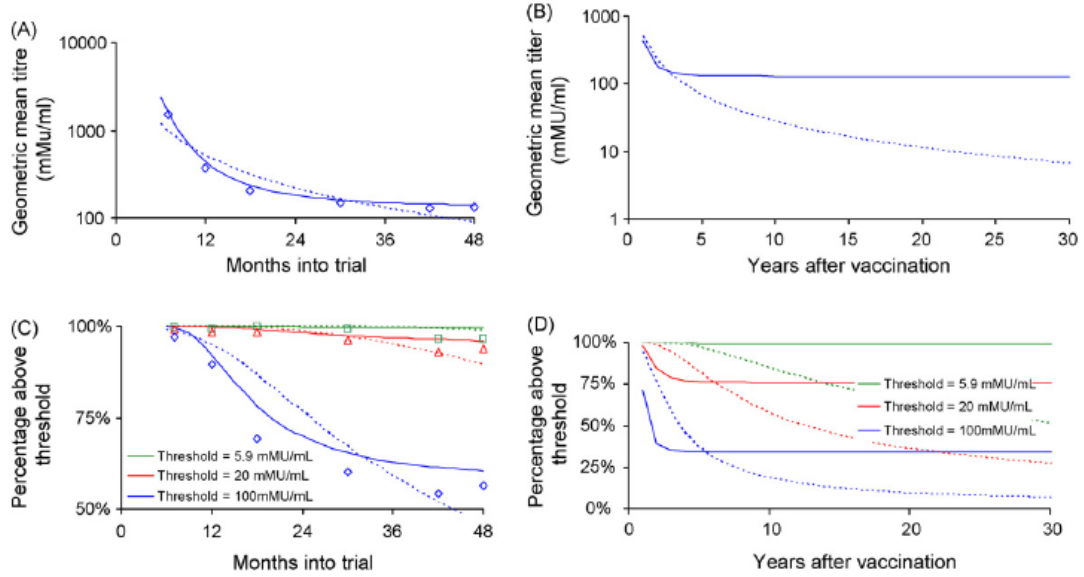 (A)
10000
1000
100
Geometric mean titre
(mMu/ml)
0 12 24 36 48
Months into trial
(B)
1000
100
10
1
Geometric mean titer
(mMU/ml)
0 5 10 15 20 25 30
Years after vaccination
(C)
100%
75%
50%
Percentage above
threshold
Threshold = 5.9 mMU/mL
Threshold = 20 mMU/mL
Threshold = 100mMU/mL
0 12 24 36 48
Months into trial
(D)
100%
75%
50%
25%
0%
Percentage above
threshold
Threshold = 5.9 mMU/mL
Threshold = 20 mMU/mL
Threshold = 100mMU/mL
0 10 20 30
Years after vaccination